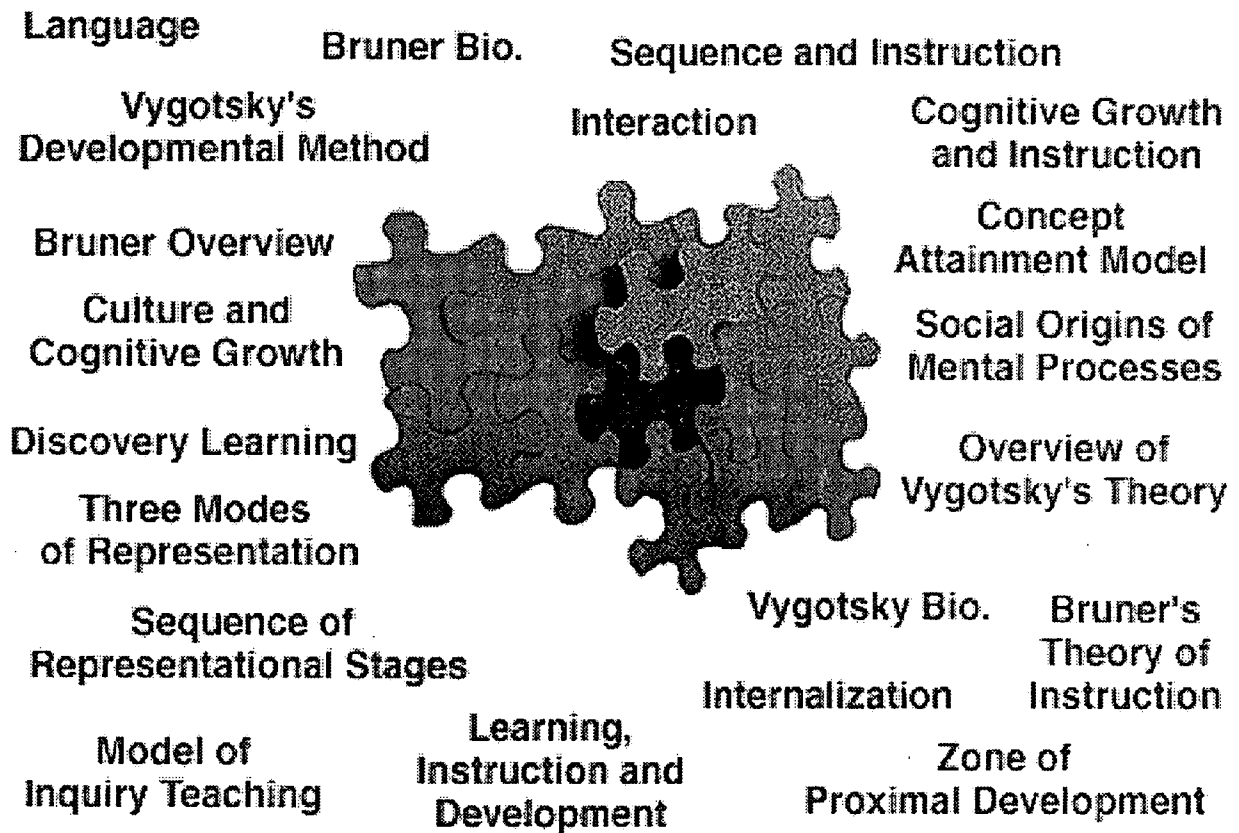 Language
Bruner Bio.
Sequence and Instruction
Vygotsky's
Developmental Method
Interaction
Cognitive Growth
and Instruction
Bruner Overview
Concept
Attainment Model
Culture and
Cognitive Growth
Social Origins of
Mental Processes
Discovery Learning
Overview of
Vygotsky's Theory
Three Modes
of Representation
Vygotsky Bio.
Bruner's
Theory of
Instruction
Sequence of
Representational Stages
Internalization
Model of
Inquiry Teaching
Learning,
Instruction and
Development
Zone of
Proximal Development